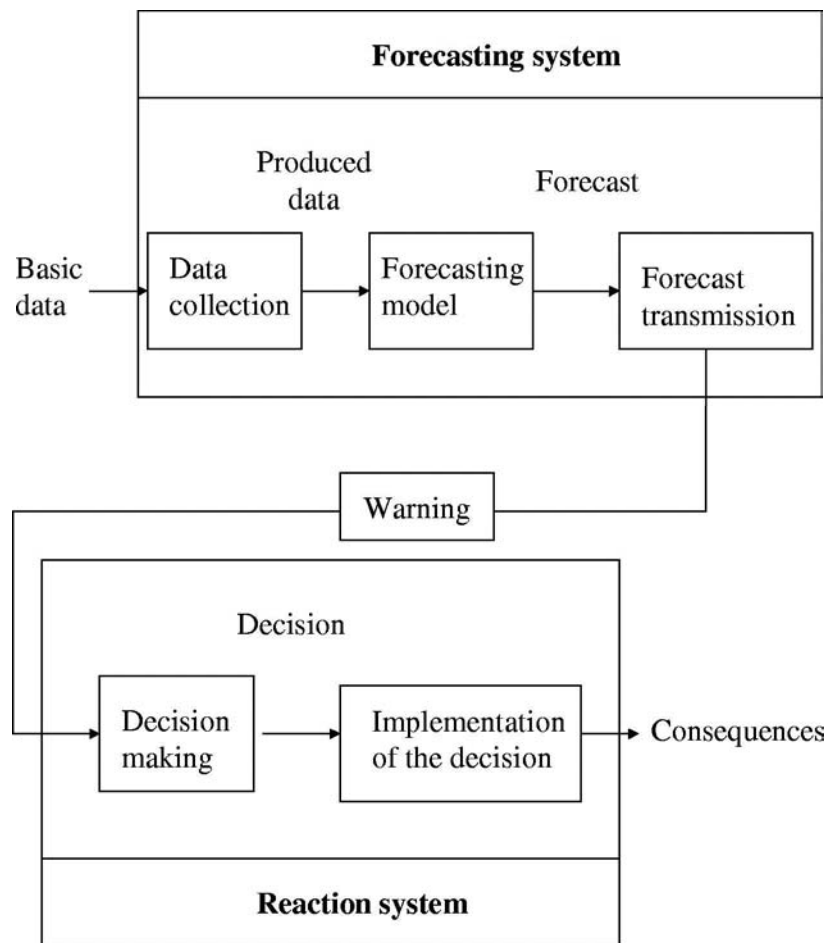 Forecasting system
Produced
data
Forecast
Basic
data
Data
collection
Forecasting
model
Forecast
transmission
Warning
Decision
Decision
making
Implementation
of the decision
Consequences
Reaction system